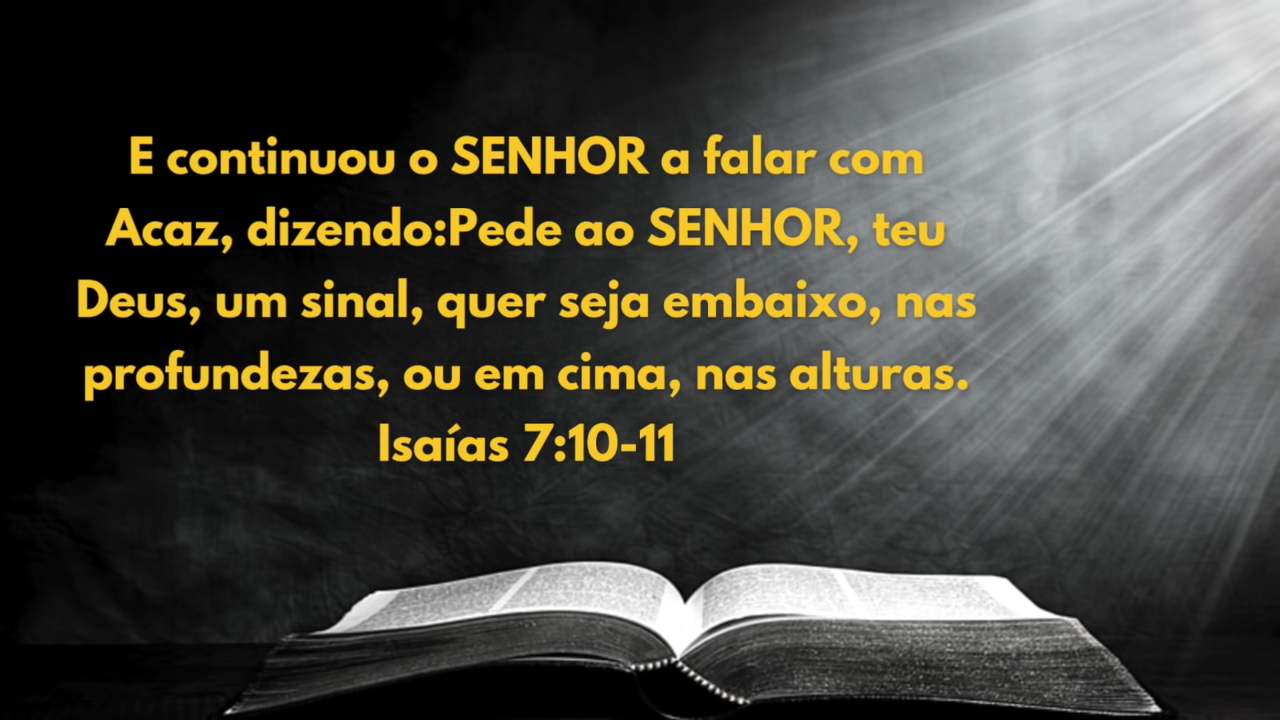 E continuou o SENHOR a falar com
Acaz, dizendo:Pede ao SENHOR, teu
Deus, um sinal, quer seja embaixo, nas
profundezas, ou em cima, nas alturas.
Isaías 7:10-11